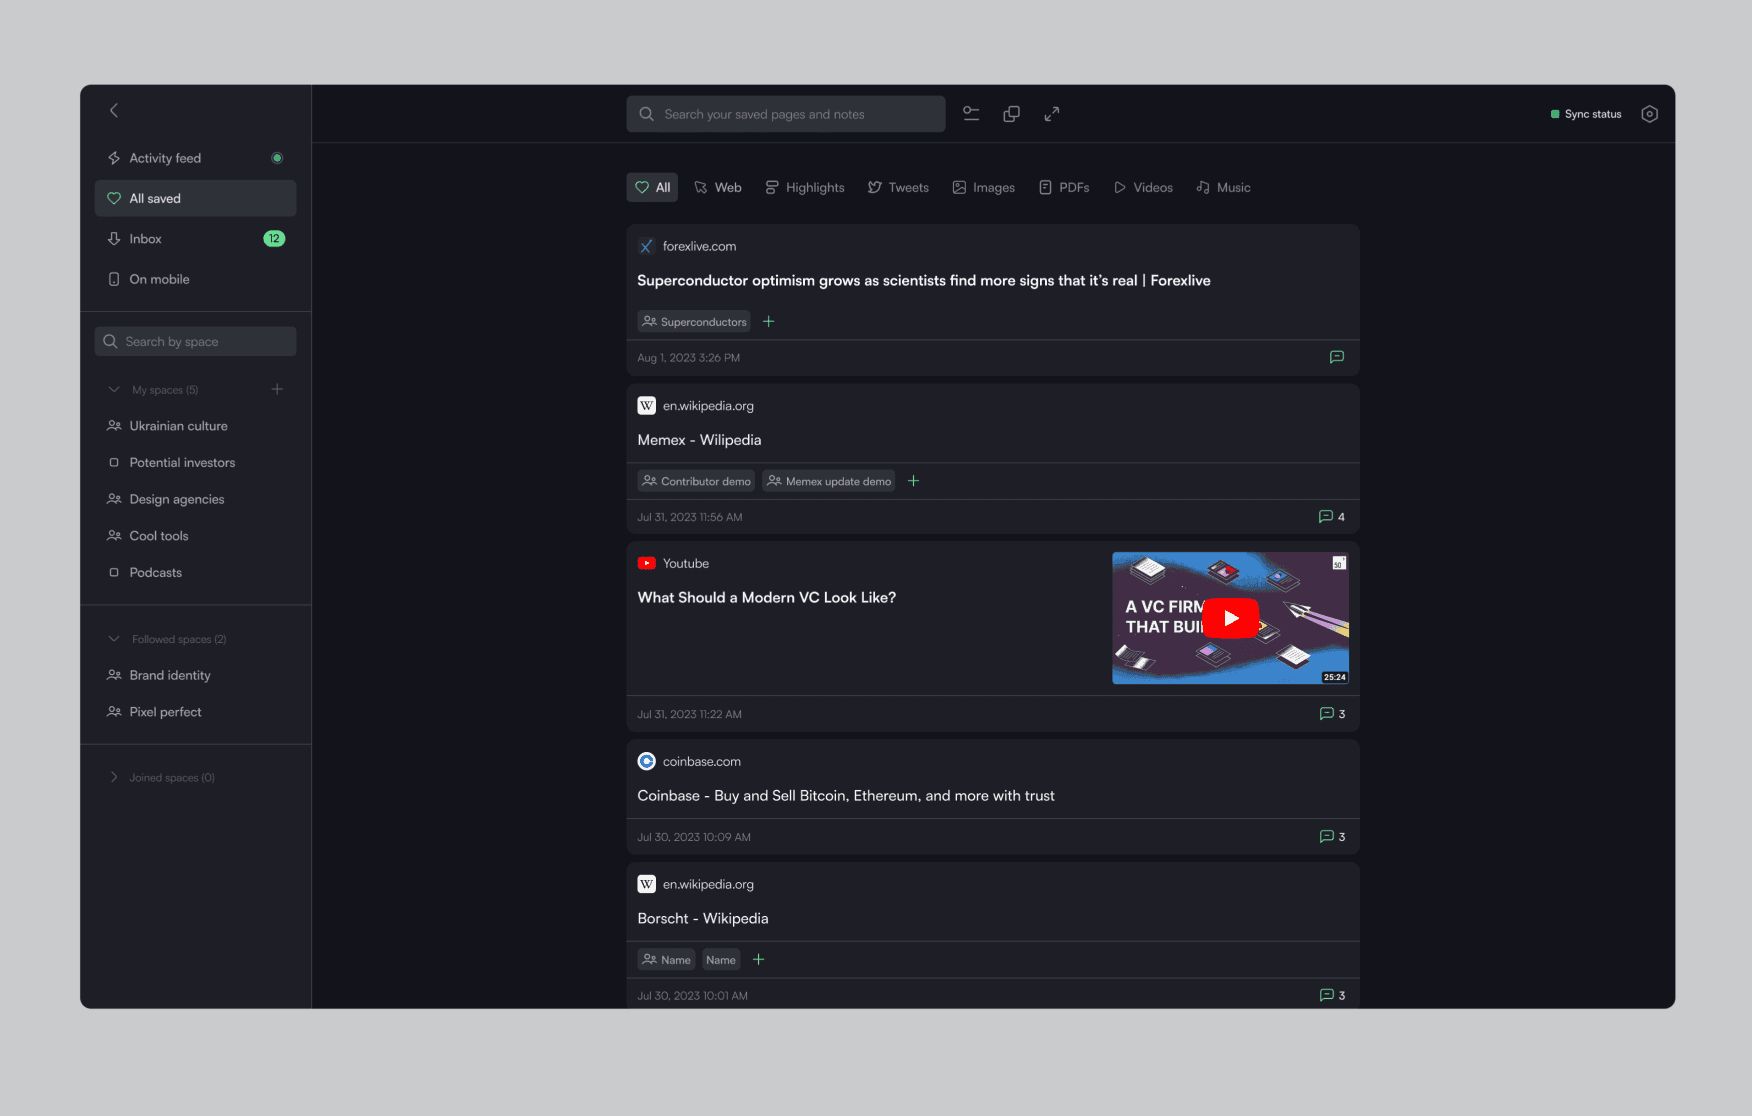 Activity feed
All saved
Inbox
12
On mobile
Search by space
My spaces (5)
Ukrainian culture
Potential investors
Design agencies
Cool tools
Podcasts
Followed spaces (2)
Brand identity
Pixel perfect
Joined spaces (0)
Search your saved pages and notes
Sync status
All
Web
Highlights
Tweets
Images
PDFs
Videos
Music
forexlive.com
Superconductor optimism grows as scientists find more signs that it’s real | Forexlive
Superconductors
Aug 1, 2023 3:26 PM
W en.wikipedia.org
Memex - Wilipedia
Contributor demo
Memex update demo
Jul 31, 2023 11:56 AM
4
Youtube
What Should a Modern VC Look Like?
50
A VC FIRM
THAT BUI
25:24
Jul 31, 2023 11:22 AM
3
coinbase.com
Coinbase - Buy and Sell Bitcoin, Ethereum, and more with trust
Jul 30, 2023 10:09 AM
3
W en.wikipedia.org
Borscht - Wikipedia
Name
Name
Jul 30, 2023 10:01 AM
3